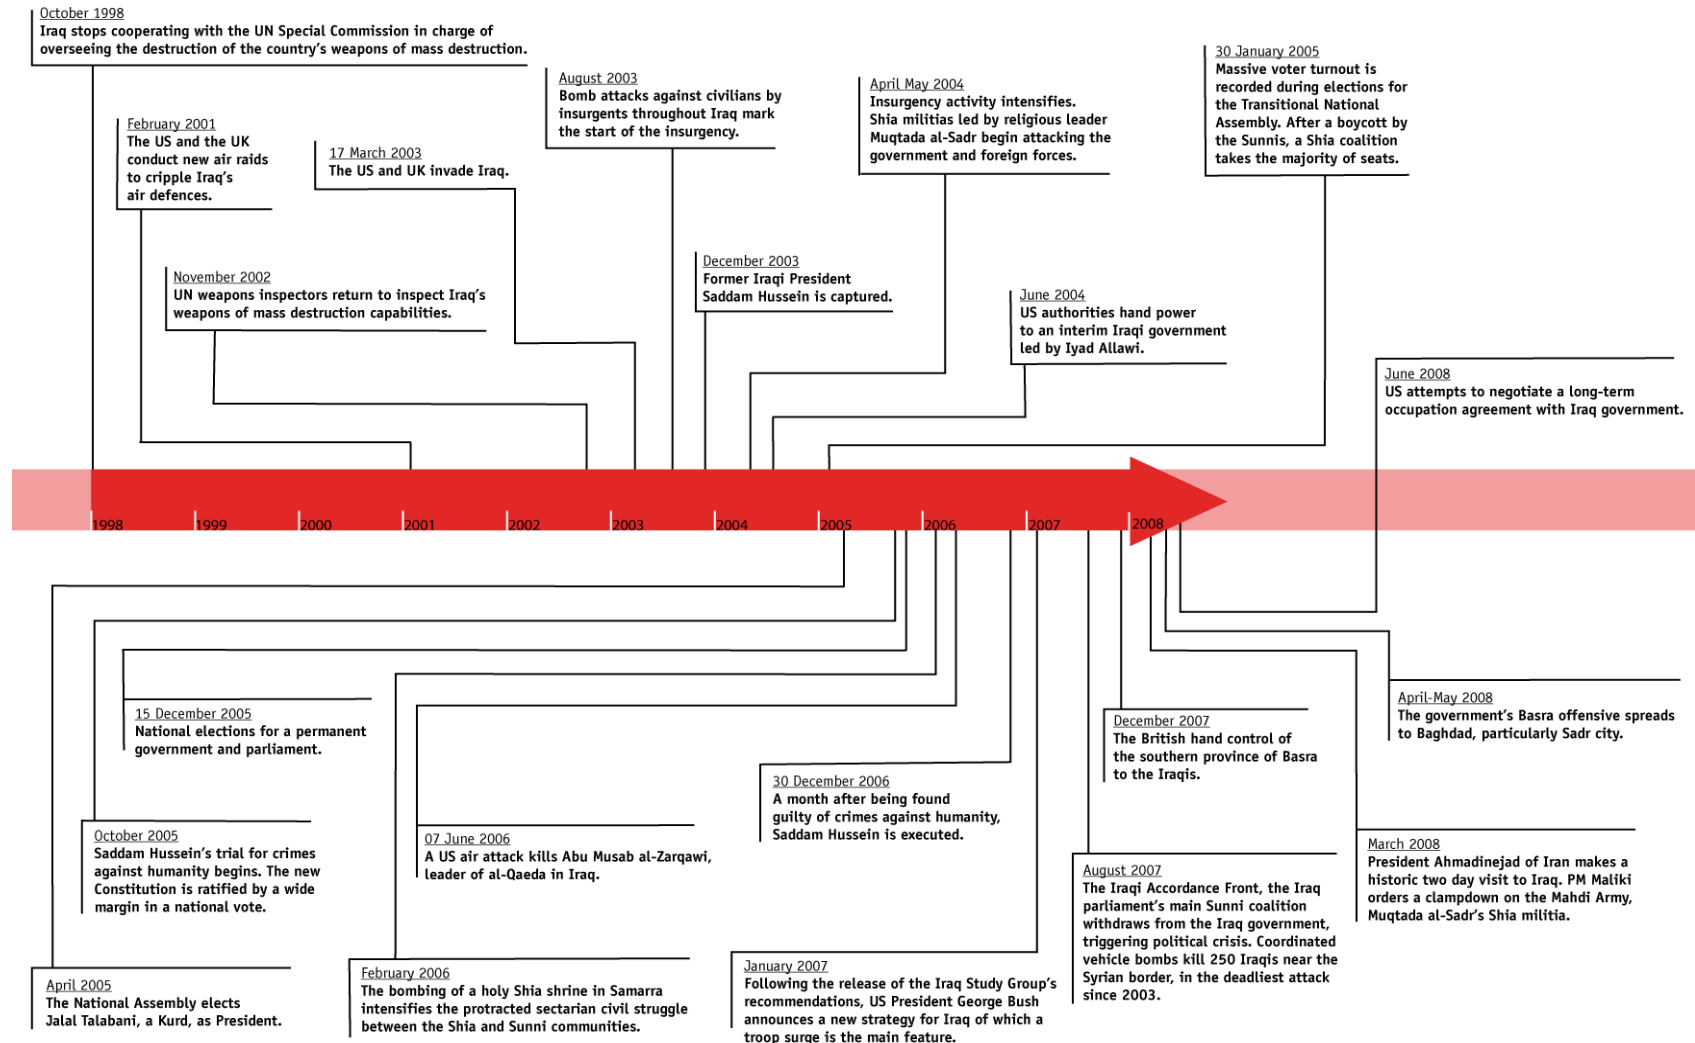 October 1998
Iraq stops cooperating with the UN Special Commission in charge of
overseeing the destruction of the country's weapons of mass destruction.
February 2001
The US and the UK
conduct new air raids
to cripple Iraq's
air defences.
November 2002
UN weapons inspectors return to inspect Iraq's
weapons of mass destruction capabilities.
17 March 2003
The US and UK invade Iraq.
August 2003
Bomb attacks against civilians by
insurgents throughout Iraq mark
the start of the insurgency.
December 2003
Former Iraqi President
Saddam Hussein is captured.
April May 2004
Insurgency activity intensifies.
Shia militias led by religious leader
Muqtada al-Sadr begin attacking the
government and foreign forces.
June 2004
US authorities hand power
to an interim Iraqi government
led by Iyad Allawi.
30 January 2005
Massive voter turnout is
recorded during elections for
the Transitional National
Assembly. After a boycott by
the Sunnis, a Shia coalition
takes the majority of seats.
June 2008
US attempts to negotiate a long-term
occupation agreement with Iraq government.
1998
1999
2000
2001
2002
2003
2004
2005
2006
2007
2008
15 December 2005
National elections for a permanent
government and parliament.
October 2005
Saddam Hussein's trial for crimes
against humanity begins. The new
Constitution is ratified by a wide
margin in a national vote.
April 2005
The National Assembly elects
Jalal Talabani, a Kurd, as President.
07 June 2006
A US air attack kills Abu Musab al-Zarqawi,
leader of al-Qaeda in Iraq.
February 2006
The bombing of a holy Shia shrine in Samarra
intensifies the protracted sectarian civil struggle
between the Shia and Sunni communities.
30 December 2006
A month after being found
guilty of crimes against humanity,
Saddam Hussein is executed.
January 2007
Following the release of the Iraq Study Group's
recommendations, US President George Bush
announces a new strategy for Iraq of which a
troop surge is the main feature.
December 2007
The British hand control of
the southern province of Basra
to the Iraqis.
August 2007
The Iraqi Accordance Front, the Iraq
parliament's main Sunni coalition
withdraws from the Iraq government,
triggering political crisis. Coordinated
vehicle bombs kill 250 Iraqis near the
Syrian border, in the deadliest attack
since 2003.
April-May 2008
The government's Basra offensive spreads
to Baghdad, particularly Sadr city.
March 2008
President Ahmadinejad of Iran makes a
historic two day visit to Iraq. PM Maliki
orders a clampdown on the Mahdi Army,
Muqtada al-Sadr's Shia militia.